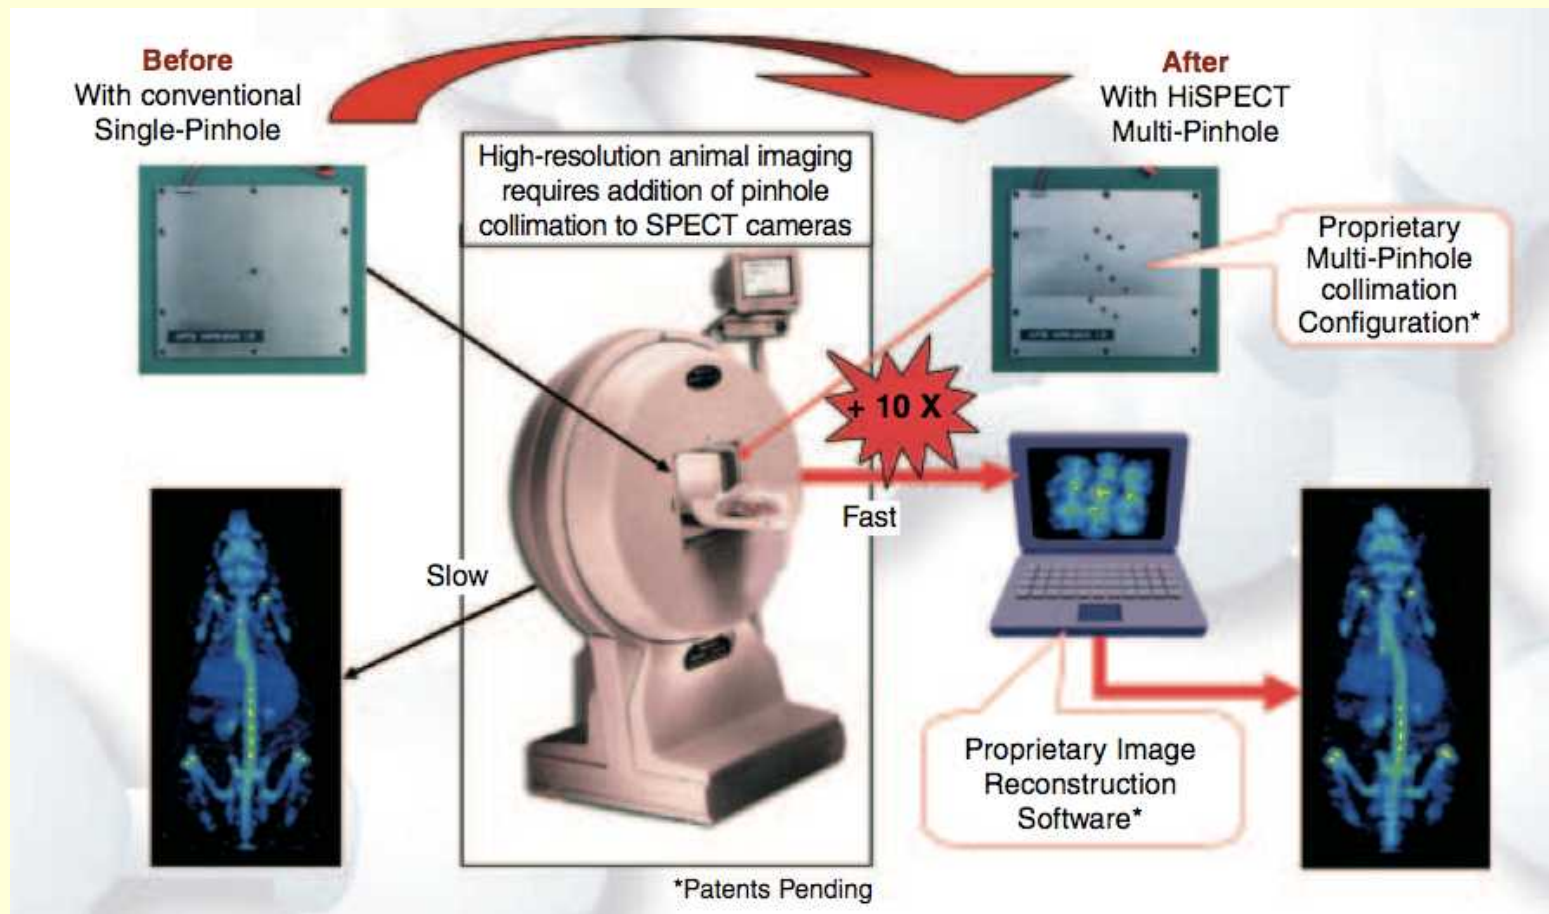 Before
With conventional
Single-Pinhole
After
With HiSPECT
Multi-Pinhole
High-resolution animal imaging
requires addition of pinhole
collimation to SPECT cameras
Proprietary
Multi-Pinhole
collimation
Configuration*
+ 10 X
Fast
Slow
Proprietary Image
Reconstruction
Software*
*Patents Pending